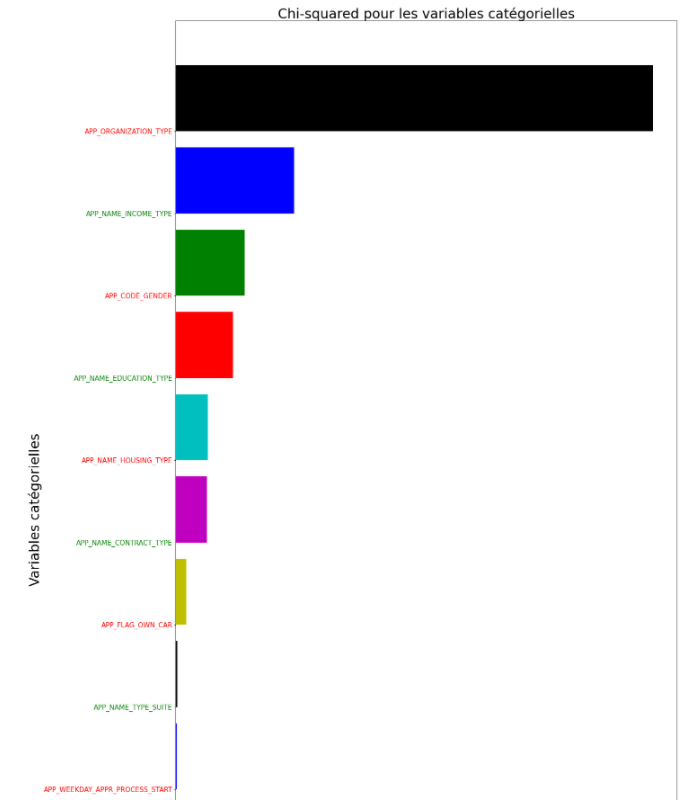 Chi-squared pour les variables catégorielles
APP_ORGANIZATION_TYPE
APP_NAME_INCOME_TYPE
APP_CODE_GENDER
APP_NAME_EDUCATION_TYPE
APP_NAME_HOUSING_TYPE
APP_NAME_CONTRACT_TYPE
APP_FLAG_OWN_CAR
APP_NAME_TYPE_SUITE
APP_WEEKDAY_APPR_PROCESS_START
Variables catégorielles